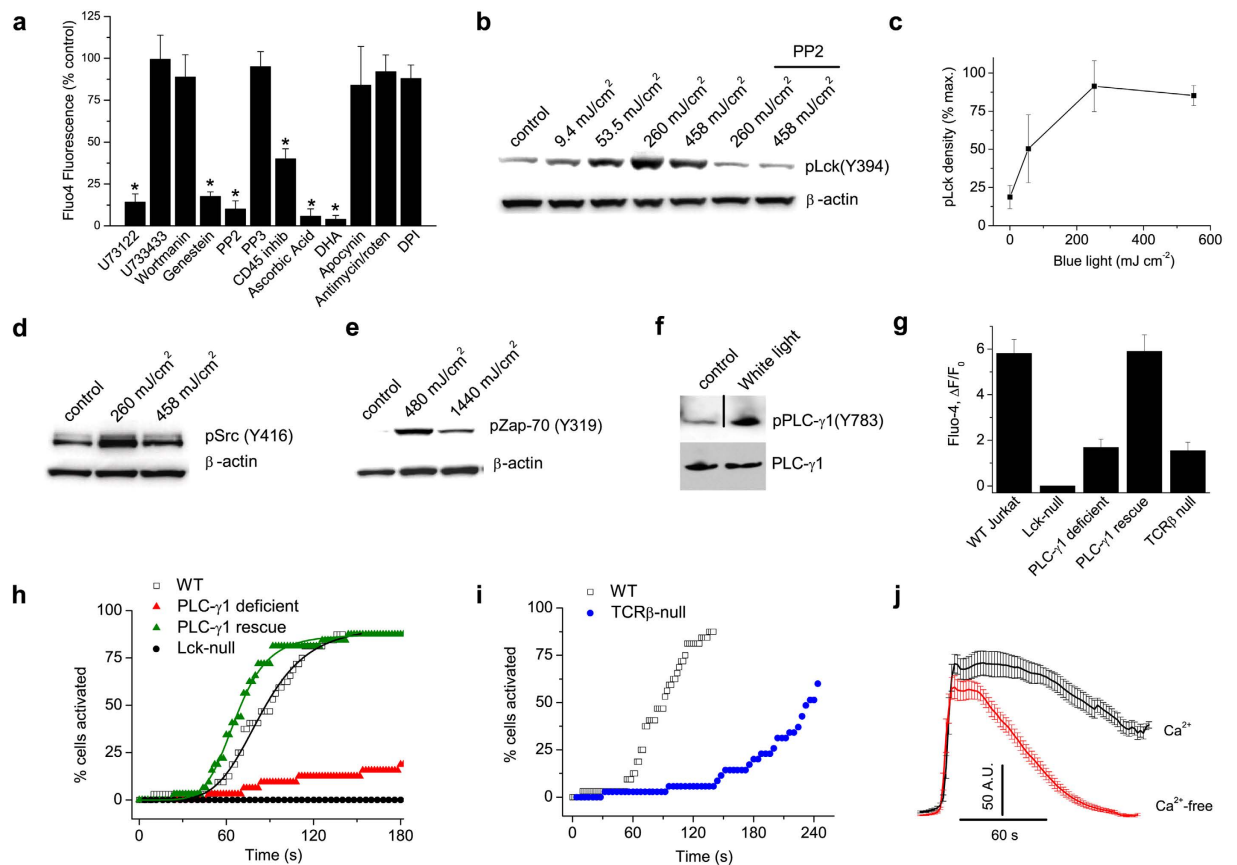 a
Fluo4 Fluorescence (% control)
125
100
75
50
25
0
*
*
*
*
*
*
U73122
U733433
Wortmanin
Genestein
PP2
PP3
CD45 inhib
Ascorbic Acid
DHA
Apocynin
Antimycin/roten
DPI
b
PP2
control
9.4 mJ/cm²
53.5 mJ/cm²
260 mJ/cm²
458 mJ/cm²
260 mJ/cm²
458 mJ/cm²
pLck(Y394)
β-actin
c
pLck density (% max.)
120
80
40
0
0
200
400
600
Blue light (mJ cm⁻²)
d
control
260 mJ/cm²
458 mJ/cm²
pSrc (Y416)
β-actin
e
control
480 mJ/cm²
1440 mJ/cm²
pZap-70 (Y319)
β-actin
f
control
White light
pPLC-γ1(Y783)
PLC-γ1
g
Fluo-4, ΔF/F₀
6
4
2
0
WT Jurkat
Lck-null
PLC-γ1 deficient
PLC-γ1 rescue
TCRβ null
h
WT
PLC-γ1 deficient
PLC-γ1 rescue
Lck-null
% cells activated
100
75
50
25
0
0
60
120
180
Time (s)
i
WT
TCRβ-null
% cells activated
100
75
50
25
0
0
60
120
180
240
Time (s)
j
Ca²⁺
50 A.U.
Ca²⁺-free
60 s